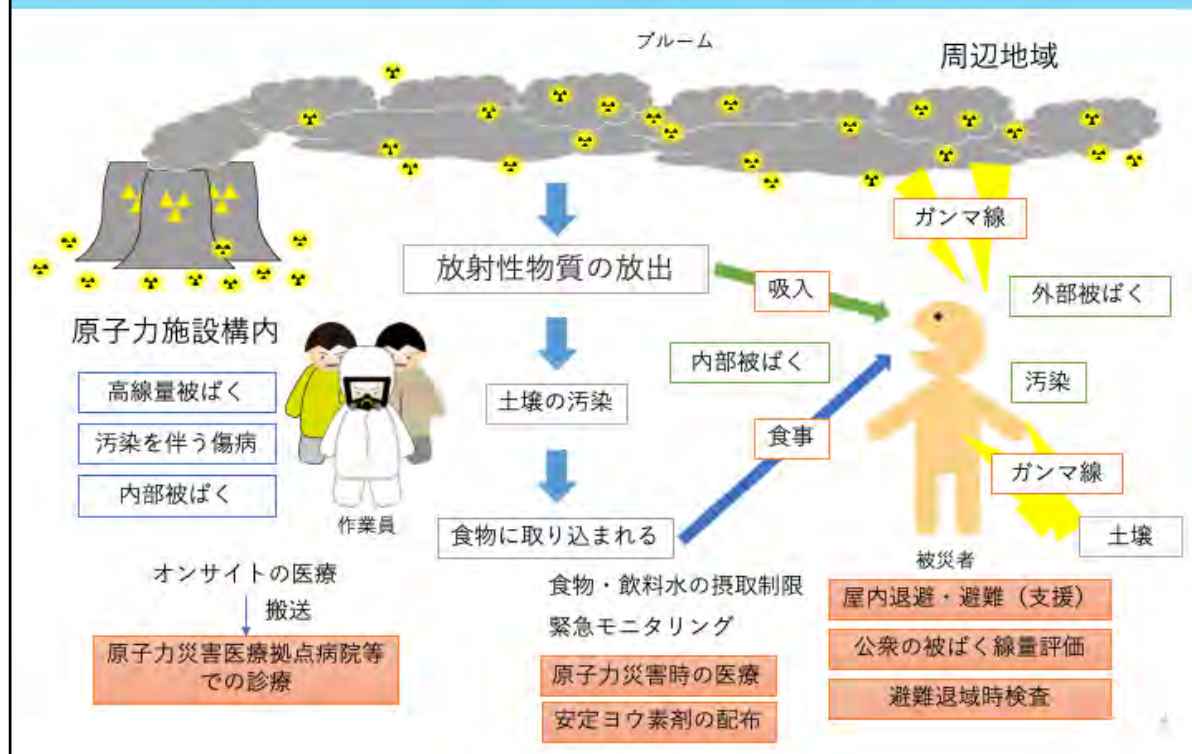 プルーム
周辺地域
ガンマ線
放射性物質の放出
吸入
外部被ばく
原子力施設構内
内部被ばく
汚染
高線量被ばく
土壌の汚染
汚染を伴う傷病
食事
ガンマ線
内部被ばく
作業員
食物に取り込まれる
土壌
被災者
オンサイトの医療
搬送
原子力災害医療拠点病院等
での診療
食物・飲料水の摂取制限
緊急モニタリング
原子力災害時の医療
安定ヨウ素剤の配布
屋内退避・避難（支援）
公衆の被ばく線量評価
避難退域時検査